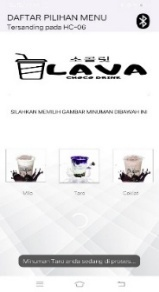 DAFTAR PILIHAN MENU
Tersanding pada HC-06
LAVA
CHOCO DRINK
SILAHKAN MEMILIH GAMBAR MINUMAN DIBAWAH INI
Milo
Taro
Minuman Taro anda sedang di proses...